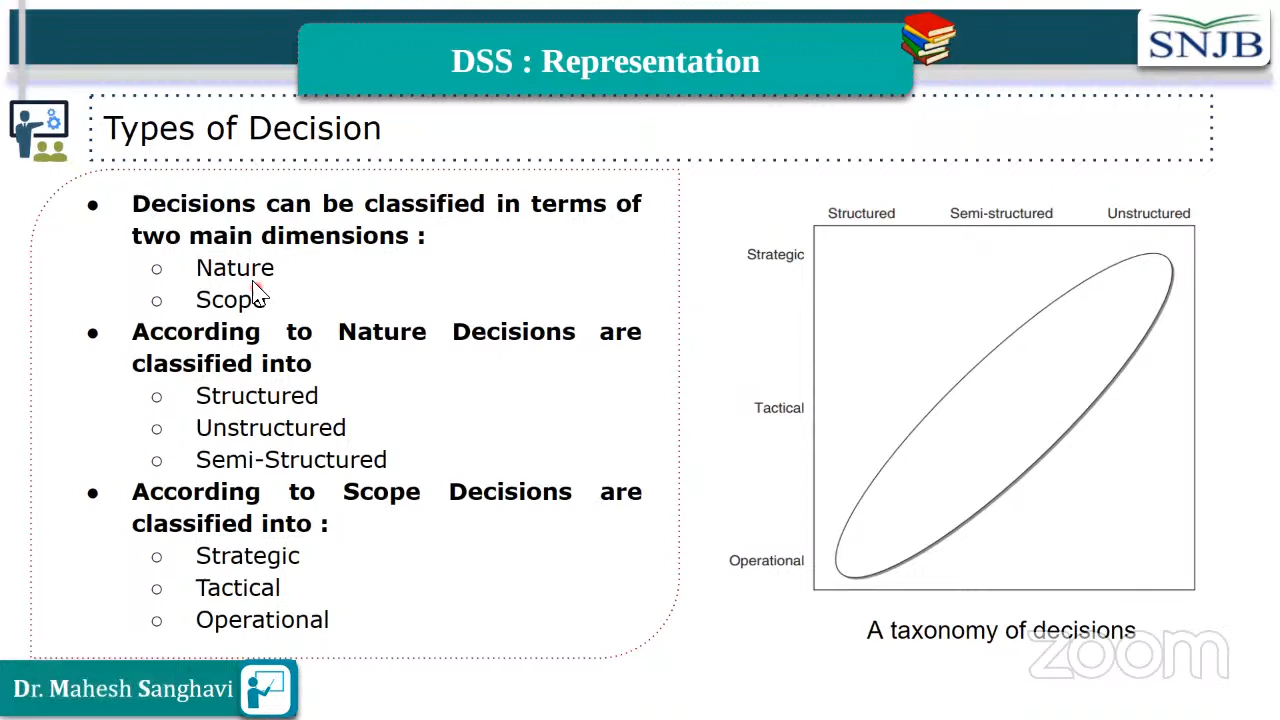 DSS : Representation
SNJB
Types of Decision
● Decisions can be classified in terms of
two main dimensions :
○ Nature
○ Scope
● According to Nature Decisions are
classified into
○ Structured
○ Unstructured
○ Semi-Structured
● According to Scope Decisions are
classified into :
○ Strategic
○ Tactical
○ Operational
Structured Semi-structured Unstructured
Strategic
Tactical
Operational
A taxonomy of decisions
zoom
Dr. Mahesh Sanghavi